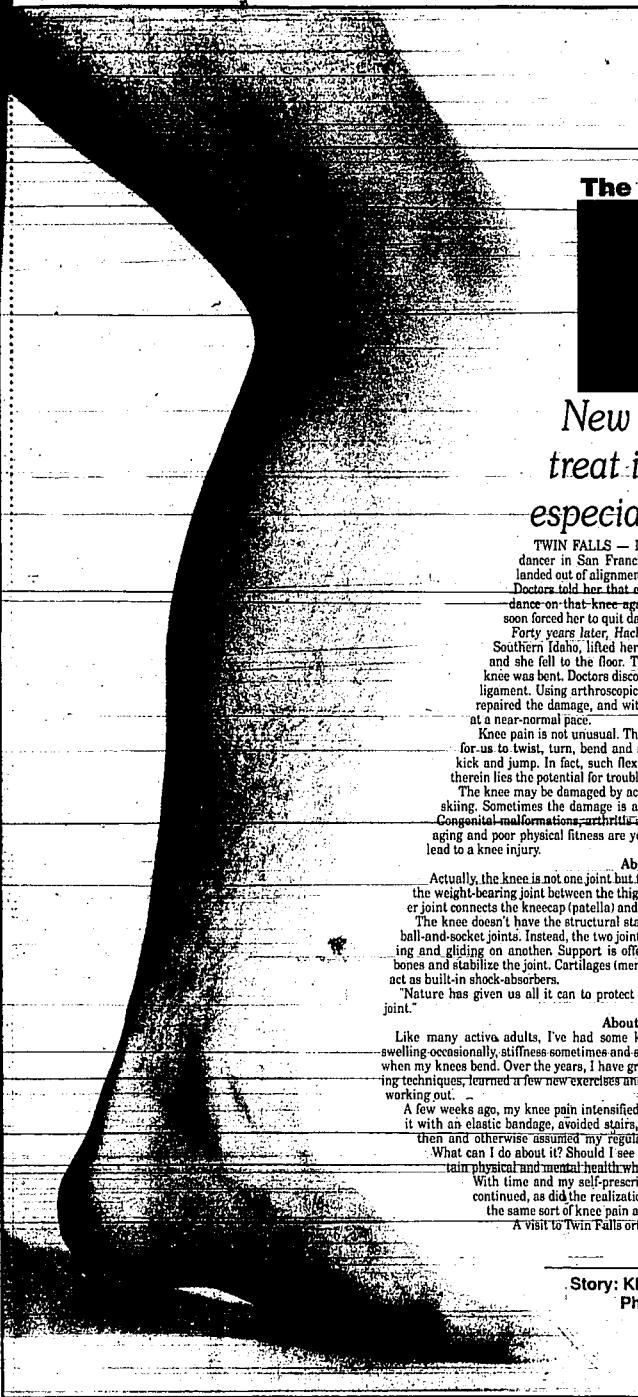 The
New
treat i
especia
TWIN FALLS —
dancer in San Franc
landed out of alignmen
Doctors told her that
dance on that knee aga
soon forced her to quit da
Forty years later, Hac
Southern Idaho, lifted her
and she fell to the floor. T
knee was bent. Doctors disco
ligament. Using arthroscopic
repaired the damage, and wit
at a near-normal pace.
Knee pain is not unusual. Th
for us to twist, turn, bend and
kick and jump. In fact, such flex
therein lies the potential for troubl
The knee may be damaged by ac
skiing. Sometimes the damage is a
Congenital malformations, arthritis
aging and poor physical fitness are y
lead to a knee injury.
Ab
Actually, the knee is not one joint but
the weight-bearing joint between the thig
er joint connects the kneecap (patella) and
The knee doesn't have the structural sta
ball-and-socket joints. Instead, the two joint
ing and gliding on another. Support is offe
bones and stabilize the joint. Cartilages (men
act as built-in shock-absorbers.
"Nature has given us all it can to protect
joint."
About
Like many active adults, I've had some k
swelling occasionally, stiffness sometimes and s
when my knees bend. Over the years, I have gr
ing techniques, learned a few new exercises an
working out.
A few weeks ago, my knee pain intensified
it with an elastic bandage, avoided stairs,
then and otherwise assumed my regula
What can I do about it? Should I see
tain physical and mental health wh
With time and my self-prescri
continued, as did the realizatio
the same sort of knee pain a
A visit to Twin Falls ort
Story: K
Ph